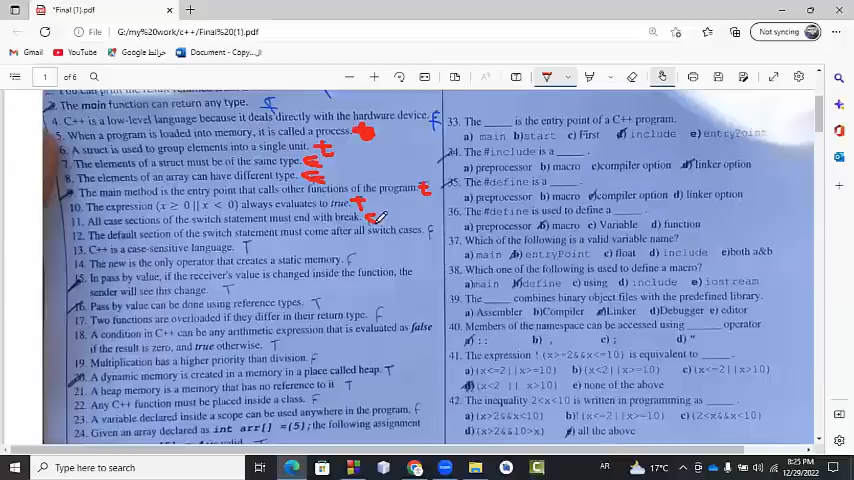 *Final (1).pdf
G:/my%20work/c++/Final%20(1).pdf
Not syncing
Gmail
YouTube
خرائط Google
Document - Copy...
1 of 6
3. The main function can return any type. F
4. C++ is a low-level language because it deals directly with the hardware device. F
5. When a program is loaded into memory, it is called a process. t
6. A struct is used to group elements into a single unit. t
7. The elements of a struct must be of the same type.
8. The elements of an array can have different type.
9. The main method is the entry point that calls other functions of the program. t
10. The expression (x ≥ 0 || x < 0) always evaluates to true. T
11. All case sections of the switch statement must end with break.
12. The default section of the switch statement must come after all switch cases. F
13. C++ is a case-sensitive language. T
14. The new is the only operator that creates a static memory. F
15. In pass by value, if the receiver's value is changed inside the function, the
sender will see this change. T
16. Pass by value can be done using reference types. T
17. Two functions are overloaded if they differ in their return type. F
18. A condition in C++ can be any arithmetic expression that is evaluated as false
if the result is zero, and true otherwise. T
19. Multiplication has a higher priority than division. F
20. A dynamic memory is created in a memory in a place called heap. T
21. A heap memory is a memory that has no reference to it T
22. Any C++ function must be placed inside a class. F
23. A variable declared inside a scope can be used anywhere in the program. F
24. Given an array declared as int arr[] ={5}; the following assignment
33. The _____ is the entry point of a C++ program.
a) main b)start c) First d) include e) entryPoint
34. The #include is a _____.
a) preprocessor b) macro c)compiler option d) linker option
35. The #define is a _____.
a) preprocessor b) macro c)compiler option d) linker option
36. The #define is used to define a _____.
a) preprocessor b) macro c) Variable d) function
37. Which of the following is a valid variable name?
a) main b) entryPoint c) float d) include e)both a&b
38. Which one of the following is used to define a macro?
a)main b)define c) using d) include e) iostream
39. The _____ combines binary object files with the predefined library.
a) Assembler b)Compiler c)Linker d)Debugger e) editor
40. Members of the namespace can be accessed using ______ operator
a) :: b) , c) ; d) "
41. The expression !(x>=2&&x<=10) is equivalent to _____.
a)(x<=2||x>=10) b)(x<2||x>=10) c)(x<=2||x>10)
d)(x<2 || x>10) e) none of the above
42. The inequality 2<x<10 is written in programming as _____.
a)(x>2&&x<10) b)!(x<=2||x>=10) c)(2<x&&x<10)
d)(x>2&&10>x) e) all the above
Type here to search
AR
17°C
8:25 PM
12/29/2022